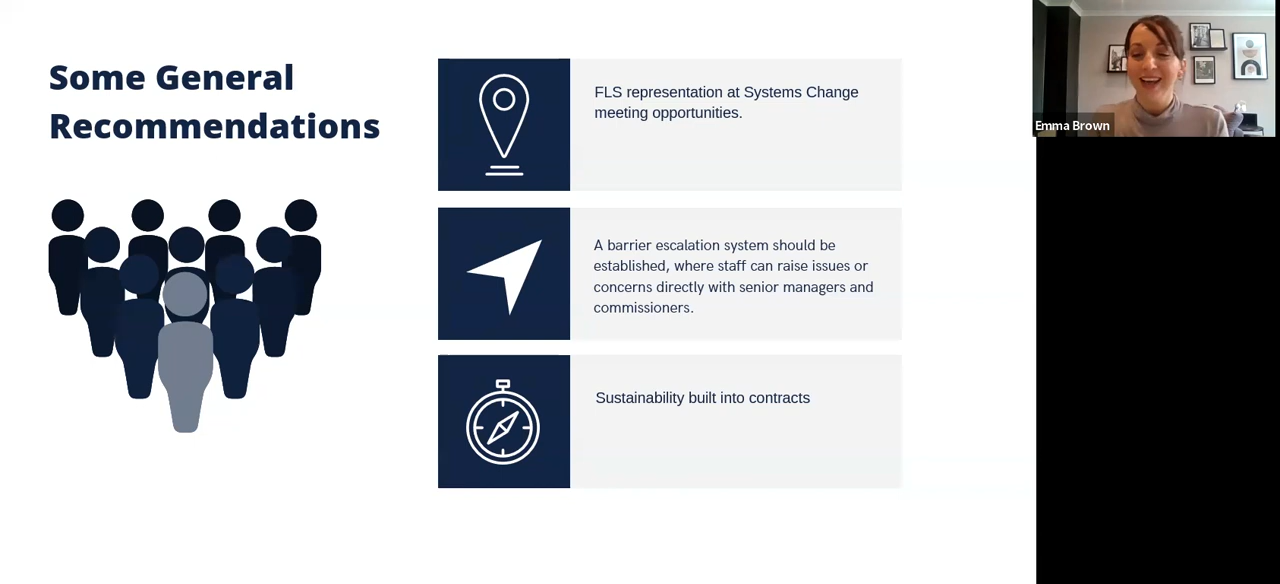 Some General
Recommendations
FLS representation at Systems Change
meeting opportunities.
A barrier escalation system should be
established, where staff can raise issues or
concerns directly with senior managers and
commissioners.
Sustainability built into contracts
Emma Brown